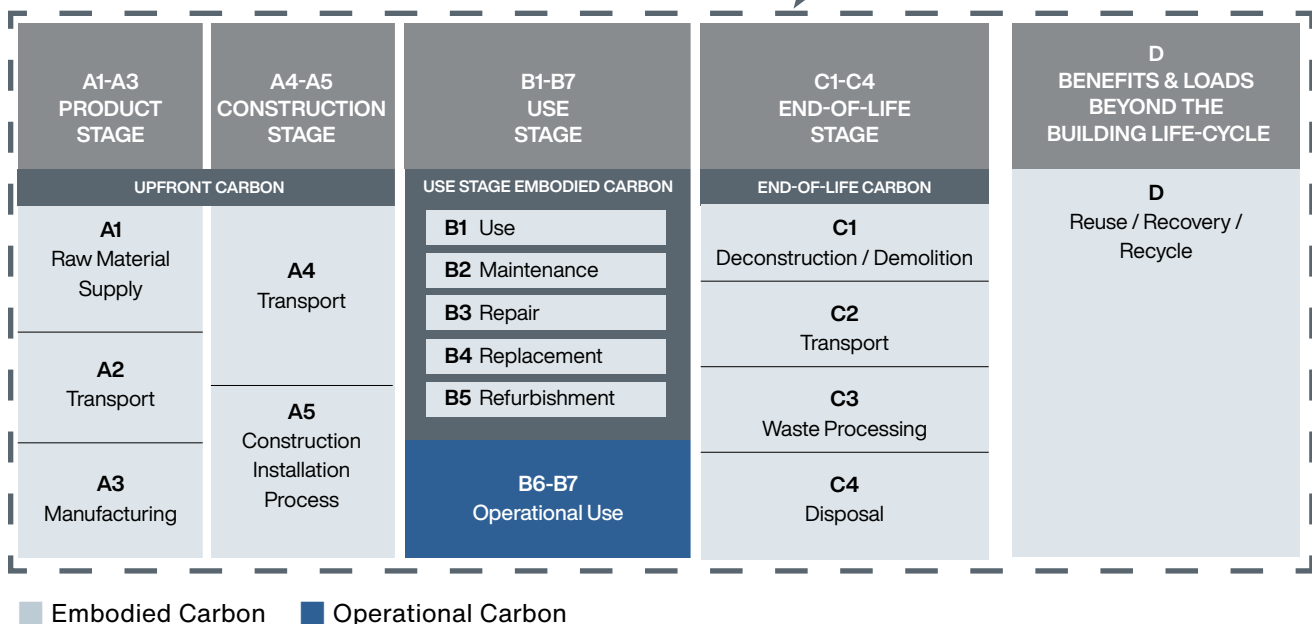 A1-A3
PRODUCT
STAGE
A4-A5
CONSTRUCTION
STAGE
B1-B7
USE
STAGE
C1-C4
END-OF-LIFE
STAGE
D
BENEFITS & LOADS
BEYOND THE
BUILDING LIFE-CYCLE
UPFRONT CARBON
USE STAGE EMBODIED CARBON
END-OF-LIFE CARBON
A1
Raw Material
Supply
A2
Transport
A3
Manufacturing
A4
Transport
A5
Construction
Installation
Process
B1 Use
B2 Maintenance
B3 Repair
B4 Replacement
B5 Refurbishment
B6-B7
Operational Use
C1
Deconstruction / Demolition
C2
Transport
C3
Waste Processing
C4
Disposal
D
Reuse / Recovery /
Recycle
Embodied Carbon
Operational Carbon